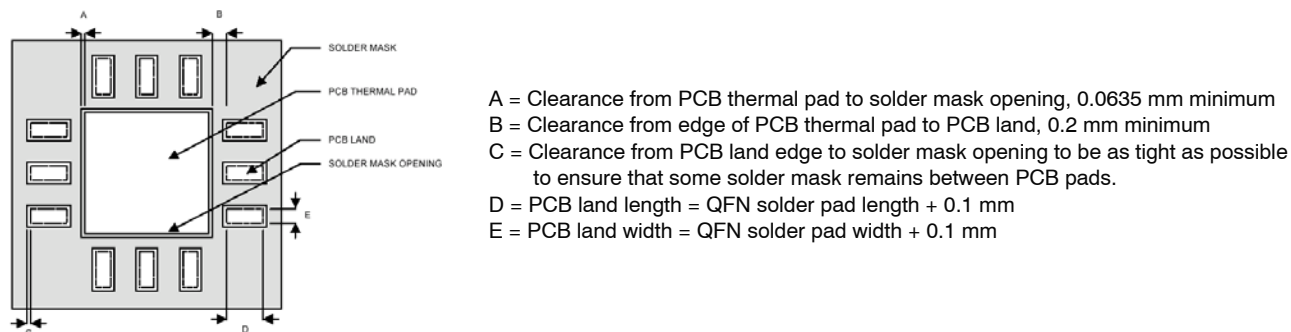 A
B
SOLDER MASK
PCB THERMAL PAD
PCB LAND
SOLDER MASK OPENING
E
D
A = Clearance from PCB thermal pad to solder mask opening, 0.0635 mm minimum
B = Clearance from edge of PCB thermal pad to PCB land, 0.2 mm minimum
C = Clearance from PCB land edge to solder mask opening to be as tight as possible
to ensure that some solder mask remains between PCB pads.
D = PCB land length = QFN solder pad length + 0.1 mm
E = PCB land width = QFN solder pad width + 0.1 mm